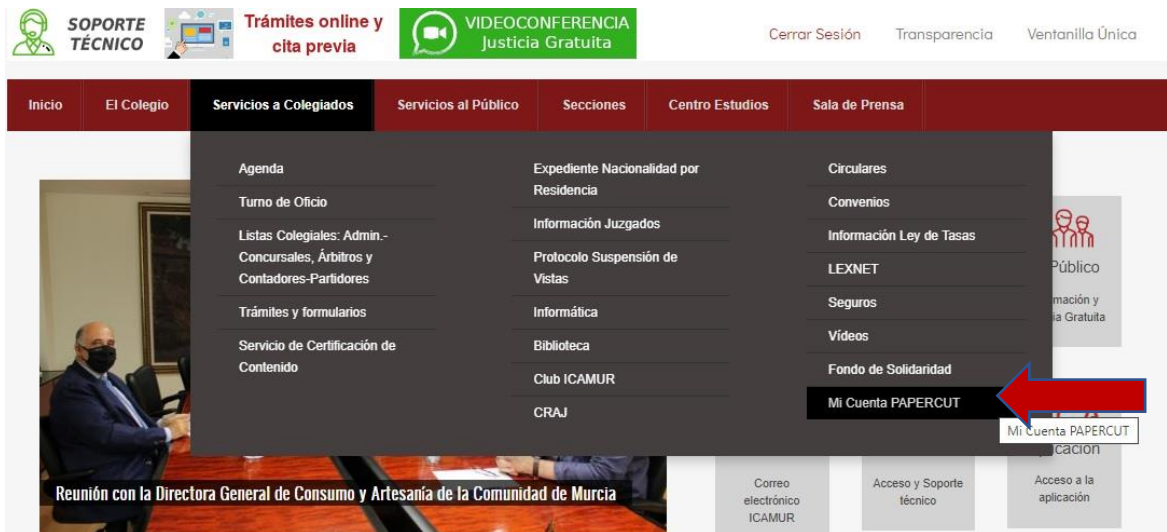 SOPORTE
TÉCNICO
Trámites online y
cita previa
VIDEOCONFERENCIA
Justicia Gratuita
Cerrar Sesión
Transparencia
Ventanilla Única
Inicio
El Colegio
Servicios a Colegiados
Servicios al Público
Secciones
Centro Estudios
Sala de Prensa
Agenda
Turno de Oficio
Listas Colegiales: Admin.-
Concursales, Árbitros y
Contadores-Partidores
Trámites y formularios
Servicio de Certificación de
Contenido
Expediente Nacionalidad por
Residencia
Información Juzgados
Protocolo Suspensión de
Vistas
Informática
Biblioteca
Club ICAMUR
CRAJ
Circulares
Convenios
Información Ley de Tasas
LEXNET
Seguros
Vídeos
Fondo de Solidaridad
Mi Cuenta PAPERCUT
Mi Cuenta PAPERCUT
Público
mación y
ia Gratuita
Reunión con la Directora General de Consumo y Artesanía de la Comunidad de Murcia
Correo
electrónico
ICAMUR
Acceso y Soporte
técnico
Acceso a la
aplicación